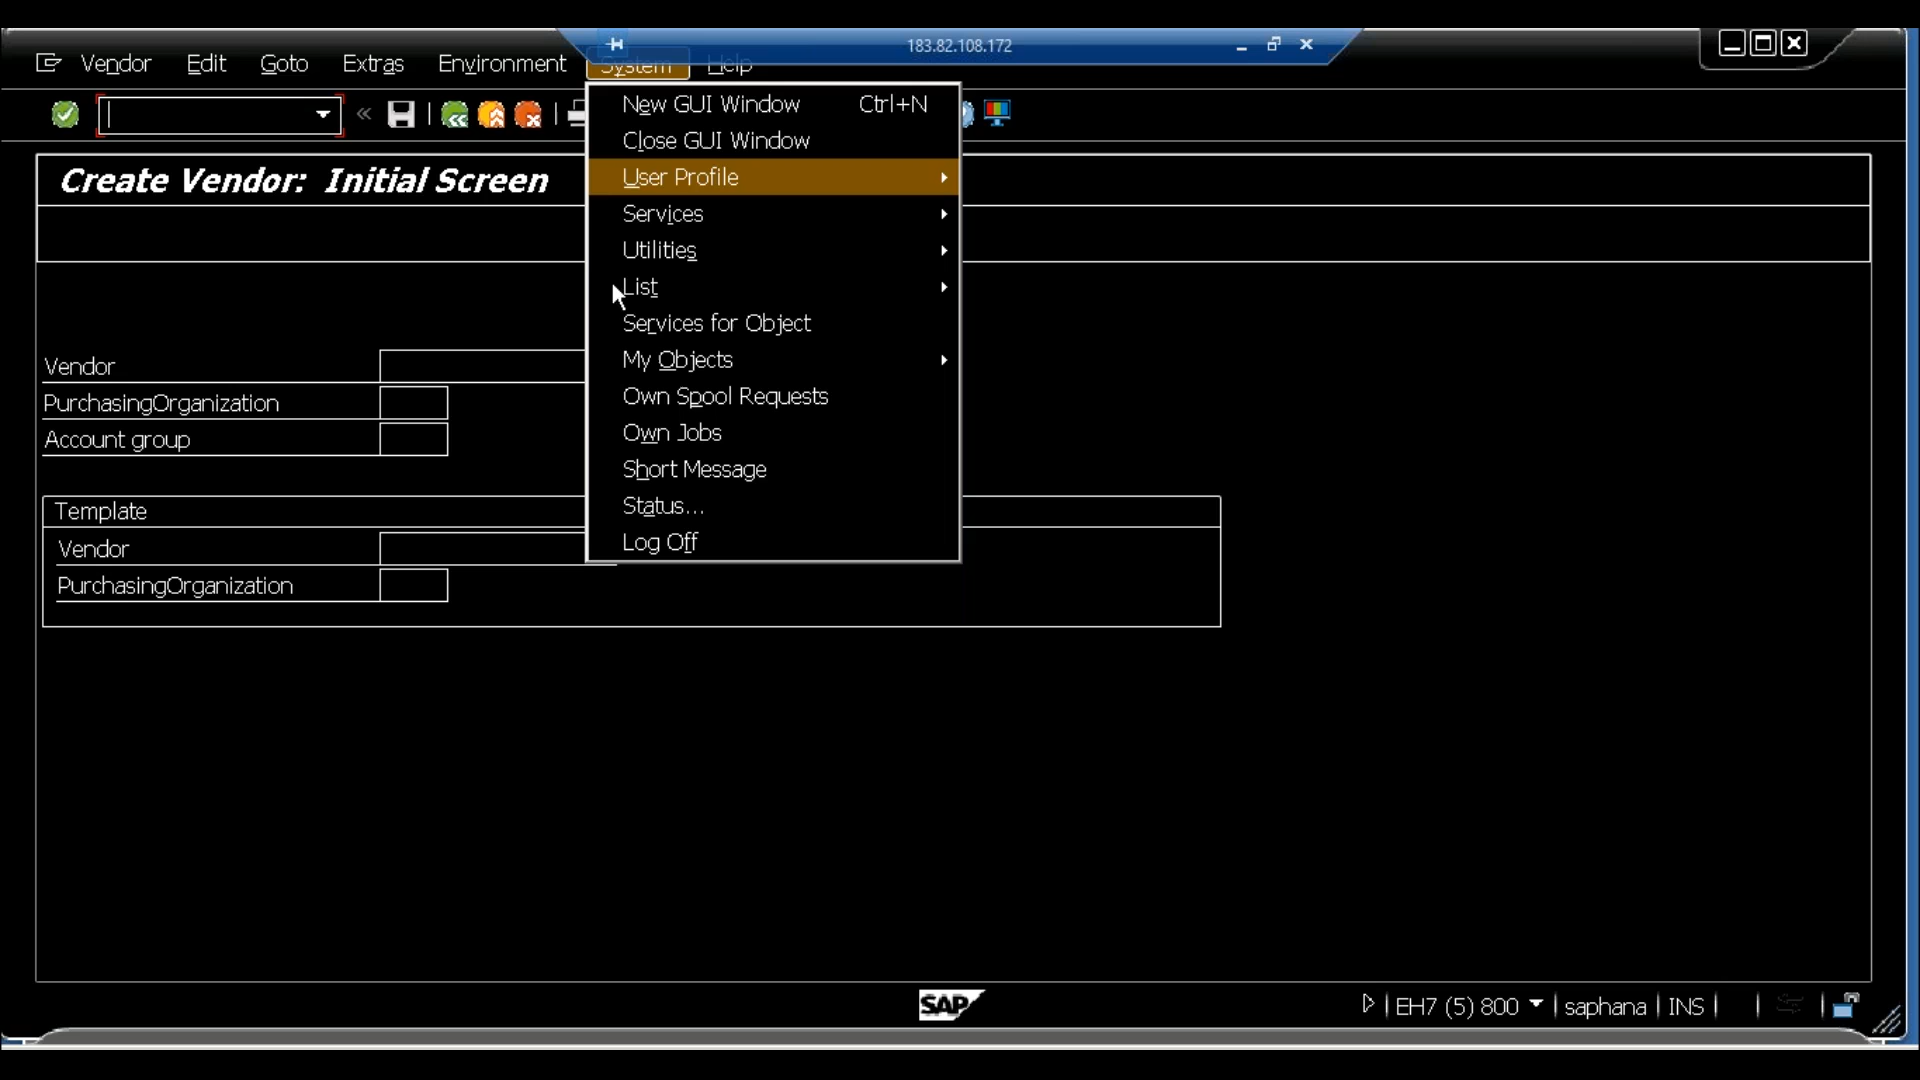 183.82.108.172
Vendor Edit Goto Extras Environment System Help
New GUI Window Ctrl+N
Close GUI Window
Create Vendor: Initial Screen
User Profile
Services
Utilities
List
Services for Object
Vendor
My Objects
PurchasingOrganization
Own Spool Requests
Account group
Own Jobs
Short Message
Template
Status...
Vendor
Log Off
PurchasingOrganization
SAP
EH7 (5) 800 saphana INS